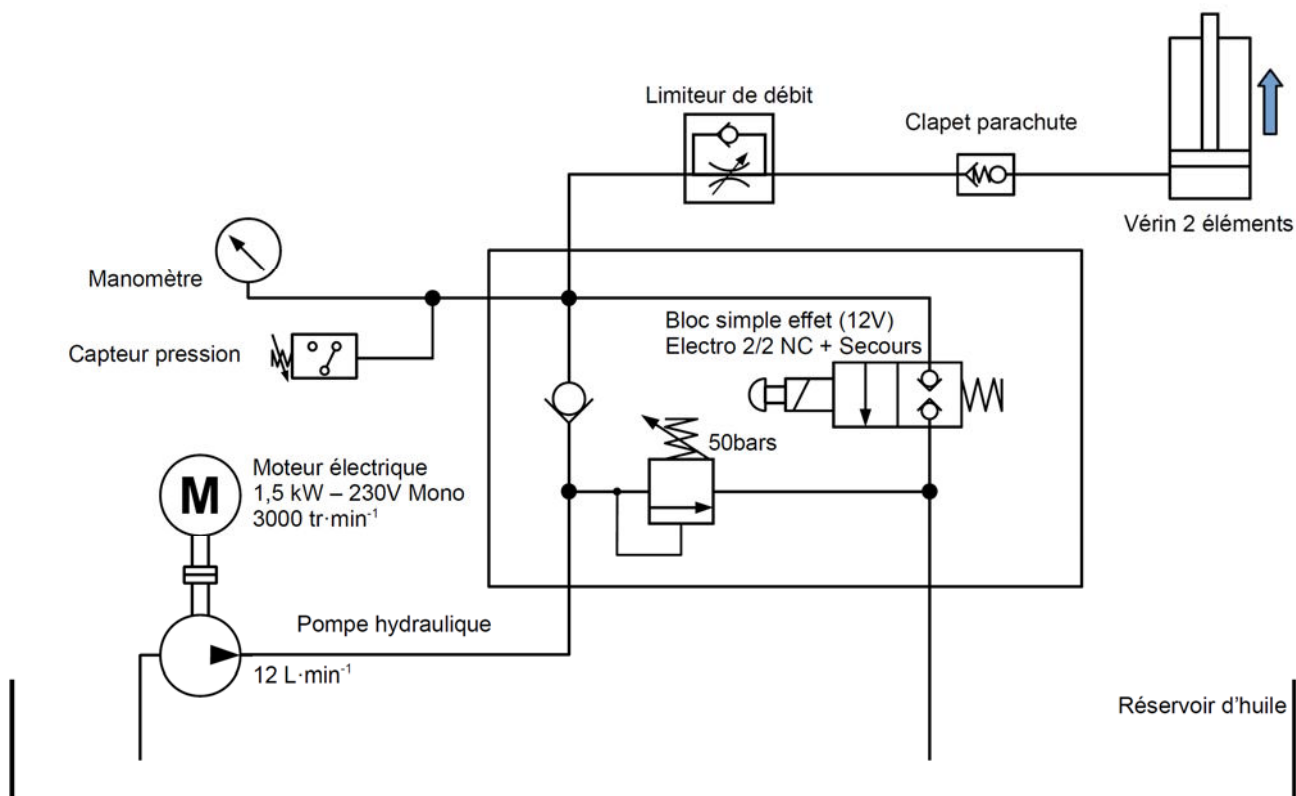 Limiteur de débit
Clapet parachute
Vérin 2 éléments
Manomètre
Capteur pression
Bloc simple effet (12V)
Electro 2/2 NC + Secours
50bars
Moteur électrique
1,5 kW – 230V Mono
3000 tr·min⁻¹
M
Pompe hydraulique
12 L·min⁻¹
Réservoir d’huile